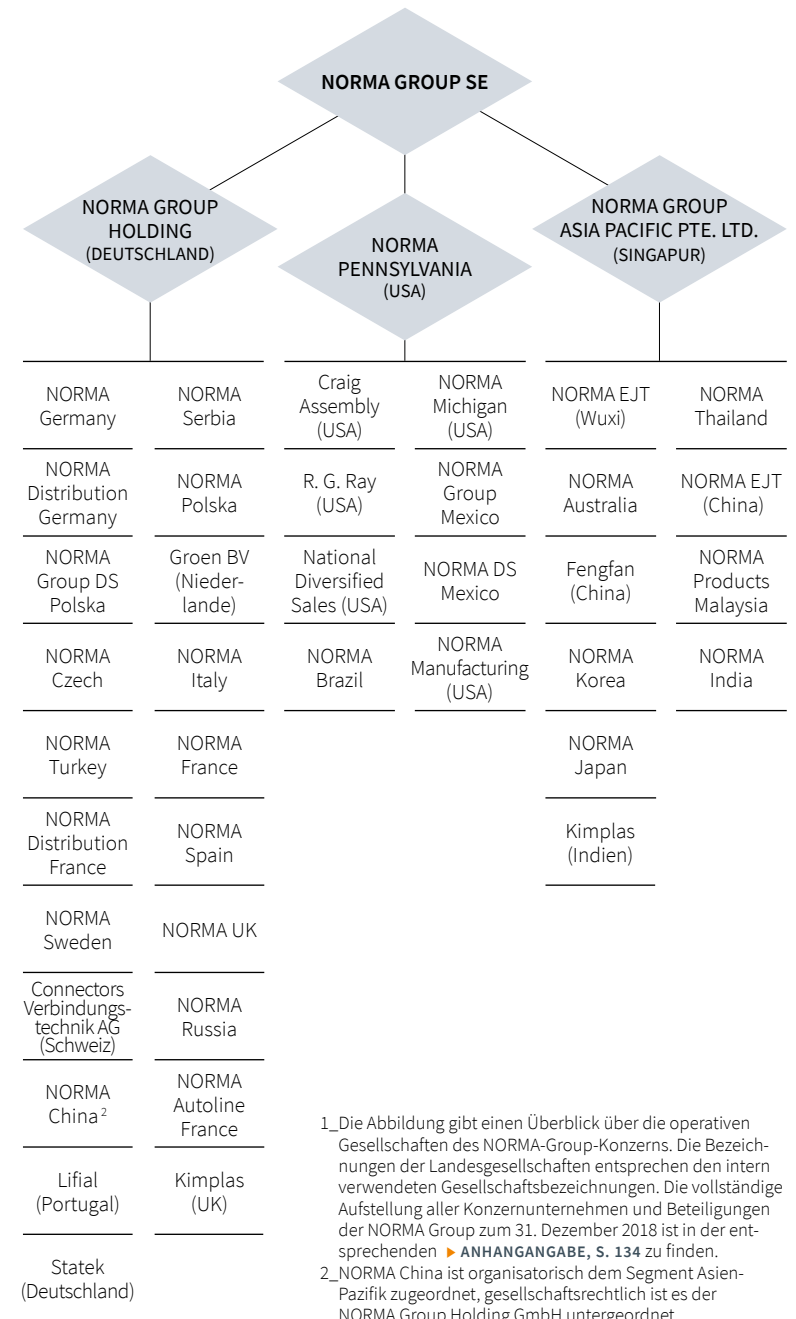 NORMA GROUP SE
NORMA GROUP
HOLDING
(DEUTSCHLAND)
NORMA
PENNSYLVANIA
(USA)
NORMA GROUP
ASIA PACIFIC PTE. LTD.
(SINGAPUR)
NORMA
Germany
NORMA
Distribution
Germany
NORMA
Group DS
Polska
NORMA
Czech
NORMA
Turkey
NORMA
Distribution
France
NORMA
Sweden
Connectors
Verbindungs-
technik AG
(Schweiz)
NORMA
China 2
Lifial
(Portugal)
Statek
(Deutschland)
NORMA
Serbia
NORMA
Polska
Groen BV
(Nieder-
lande)
NORMA
Italy
NORMA
France
NORMA
Spain
NORMA UK
NORMA
Russia
NORMA
Autoline
France
Kimplas
(UK)
Craig
Assembly
(USA)
R. G. Ray
(USA)
National
Diversified
Sales (USA)
NORMA
Brazil
NORMA
Michigan
(USA)
NORMA
Group
Mexico
NORMA DS
Mexico
NORMA
Manufacturing
(USA)
NORMA EJT
(Wuxi)
NORMA
Australia
Fengfan
(China)
NORMA
Korea
NORMA
Japan
Kimplas
(Indien)
NORMA
Thailand
NORMA EJT
(China)
NORMA
Products
Malaysia
NORMA
India
1_Die Abbildung gibt einen Überblick über die operativen
Gesellschaften des NORMA-Group-Konzerns. Die Bezeich-
nungen der Landesgesellschaften entsprechen den intern
verwendeten Gesellschaftsbezeichnungen. Die vollständige
Aufstellung aller Konzernunternehmen und Beteiligungen
der NORMA Group zum 31. Dezember 2018 ist in der ent-
sprechenden ▶ ANHANGANGABE, S. 134 zu finden.
2_NORMA China ist organisatorisch dem Segment Asien-
Pazifik zugeordnet, gesellschaftsrechtlich ist es der
NORMA Group Holding GmbH untergeordnet